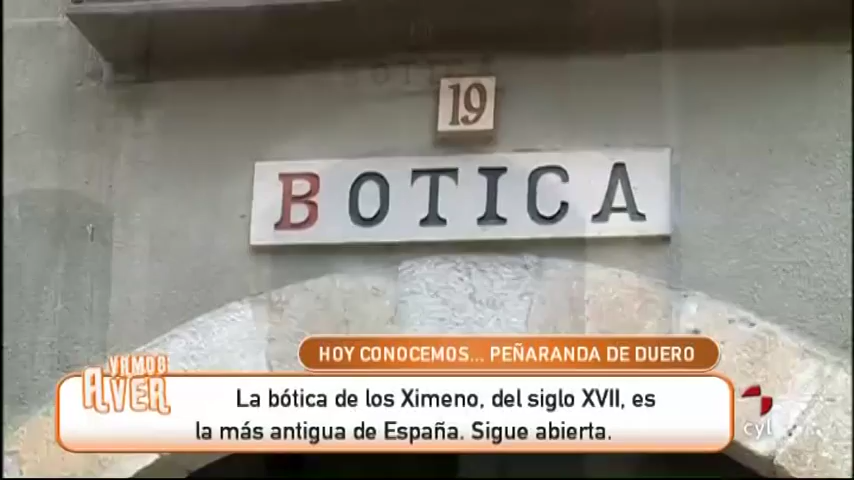 19
BOTICA
HOY CONOCEMOS... PEÑARANDA DE DUERO
VAMOS
A VER
La bótica de los Ximeno, del siglo XVII, es
la más antigua de España. Sigue abierta.
cyl